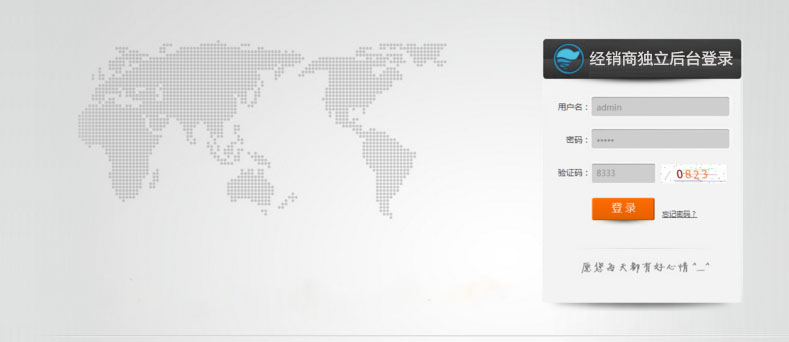 经销商独立后台登录
用户名： admin
密码： •••••
验证码： 8333 0823
登 录 忘记密码？
愿您每天都有好心情 ^_^